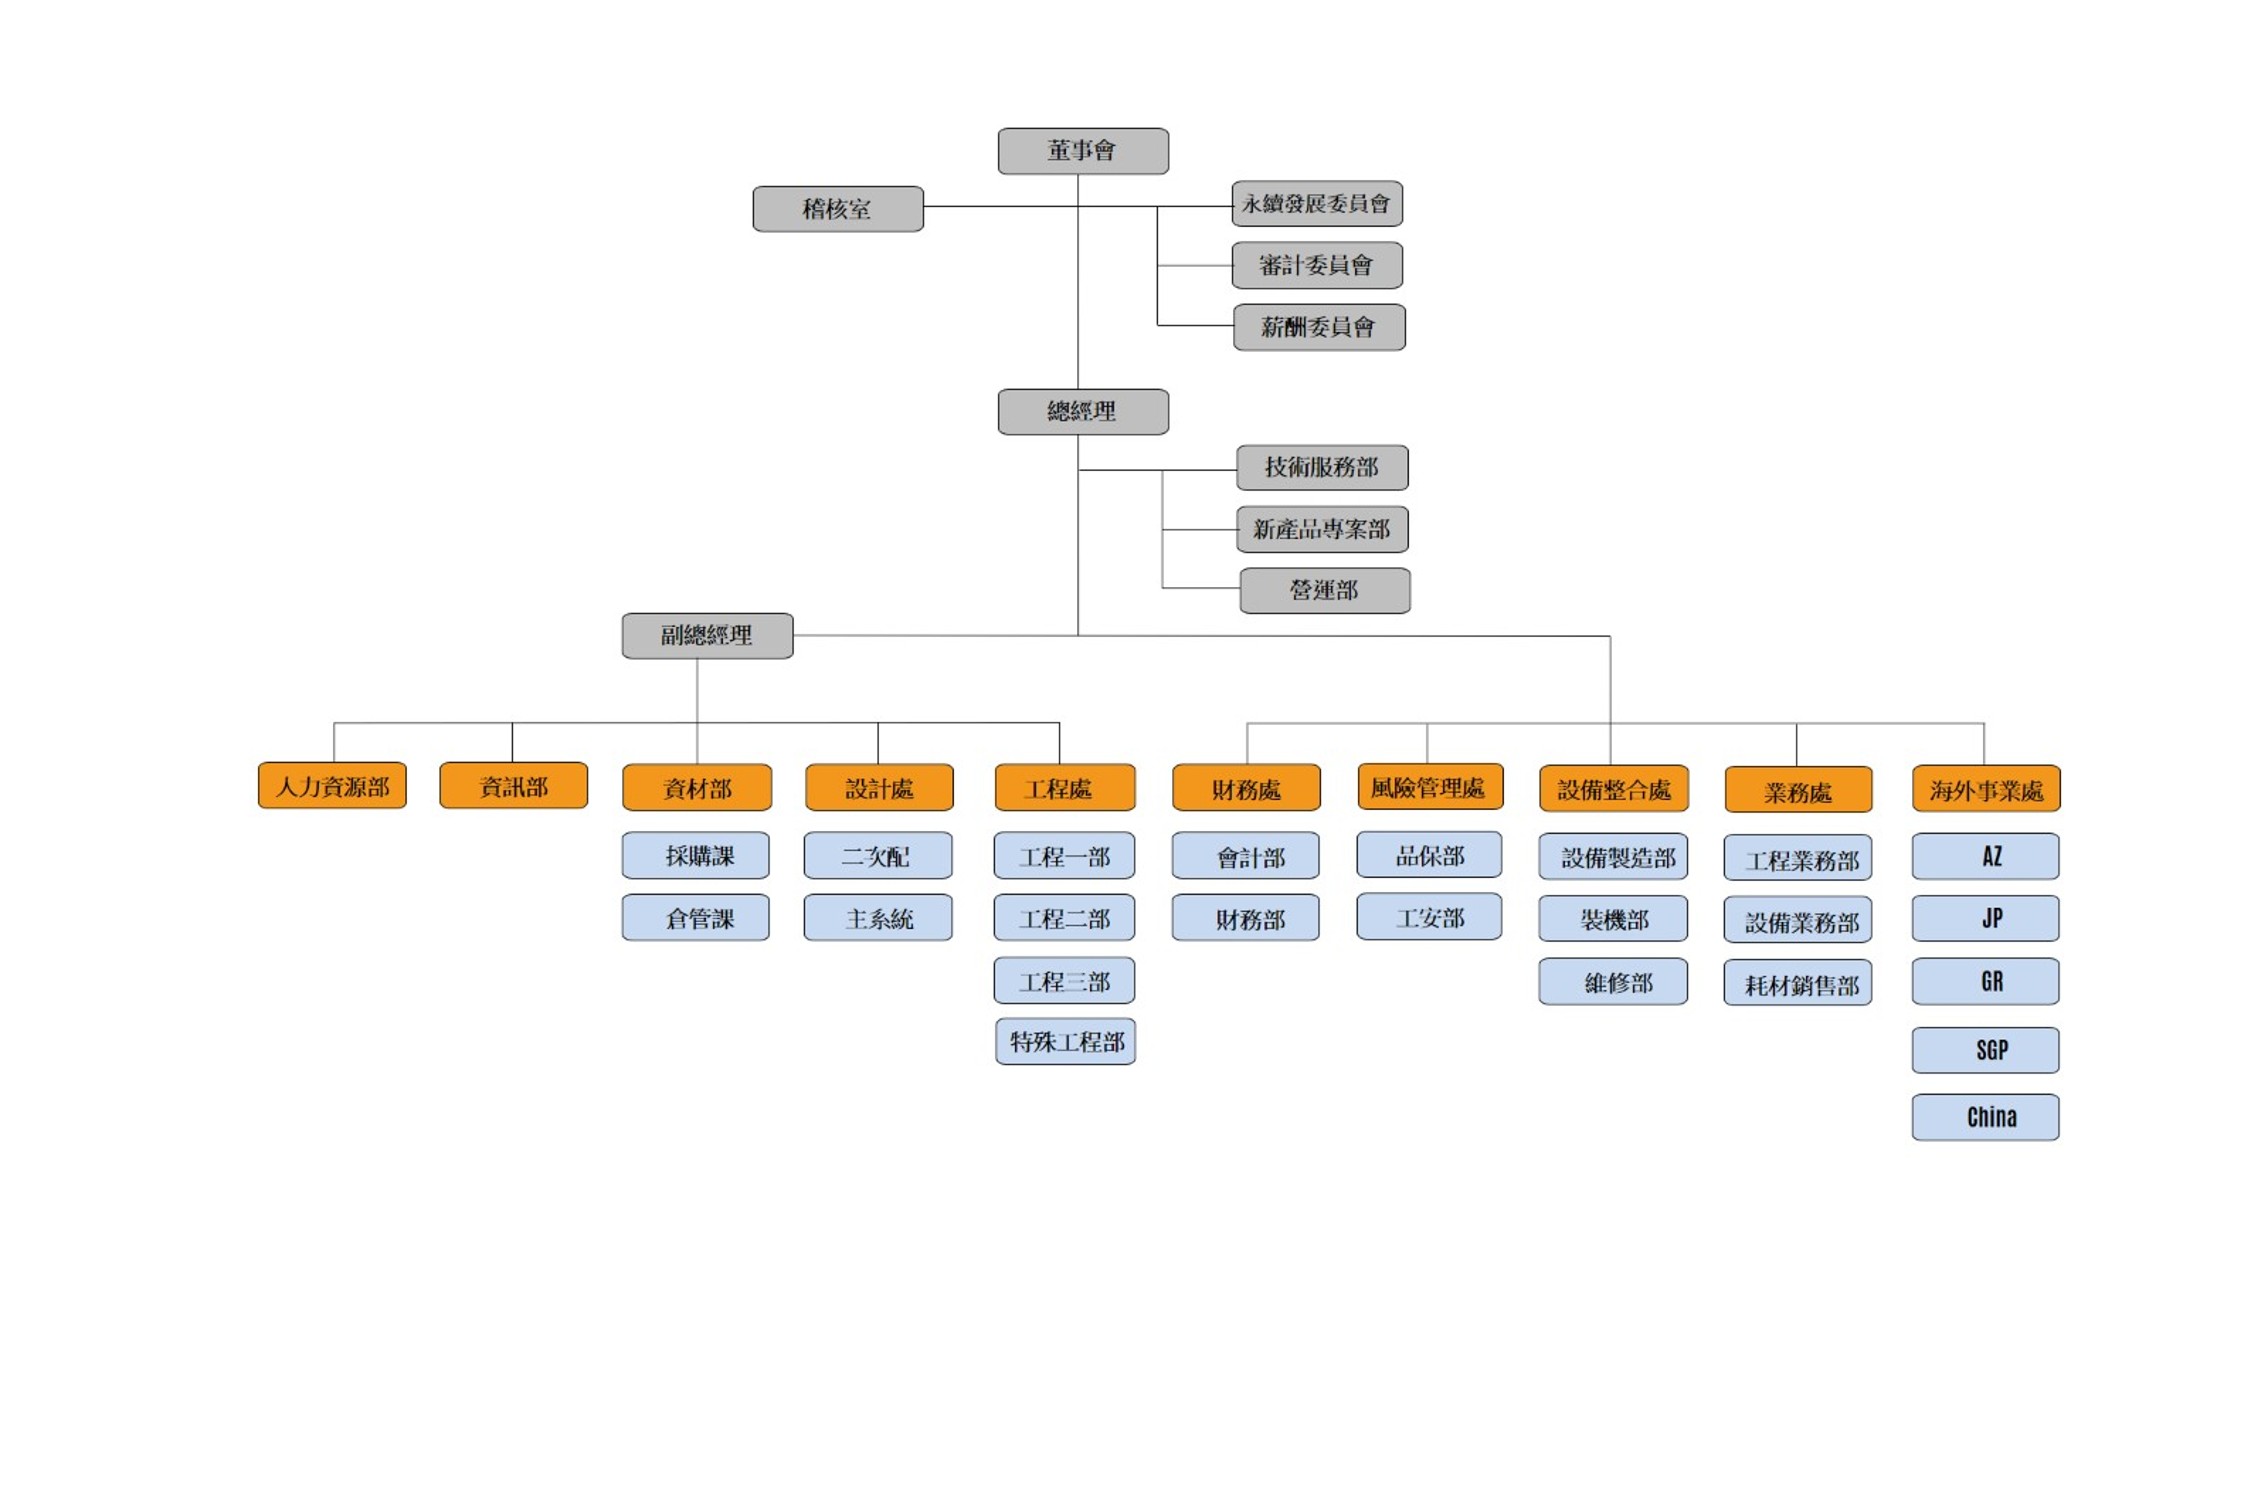 董事會
稽核室
永續發展委員會
審計委員會
薪酬委員會
總經理
技術服務部
新產品專案部
營運部
副總經理
人力資源部
資訊部
資材部
設計處
工程處
財務處
風險管理處
設備整合處
業務處
海外事業處
採購課
二次配
工程一部
會計部
品保部
設備製造部
工程業務部
AZ
倉管課
主系統
工程二部
財務部
工安部
裝機部
設備業務部
JP
工程三部
維修部
耗材銷售部
GR
特殊工程部
SGP
China